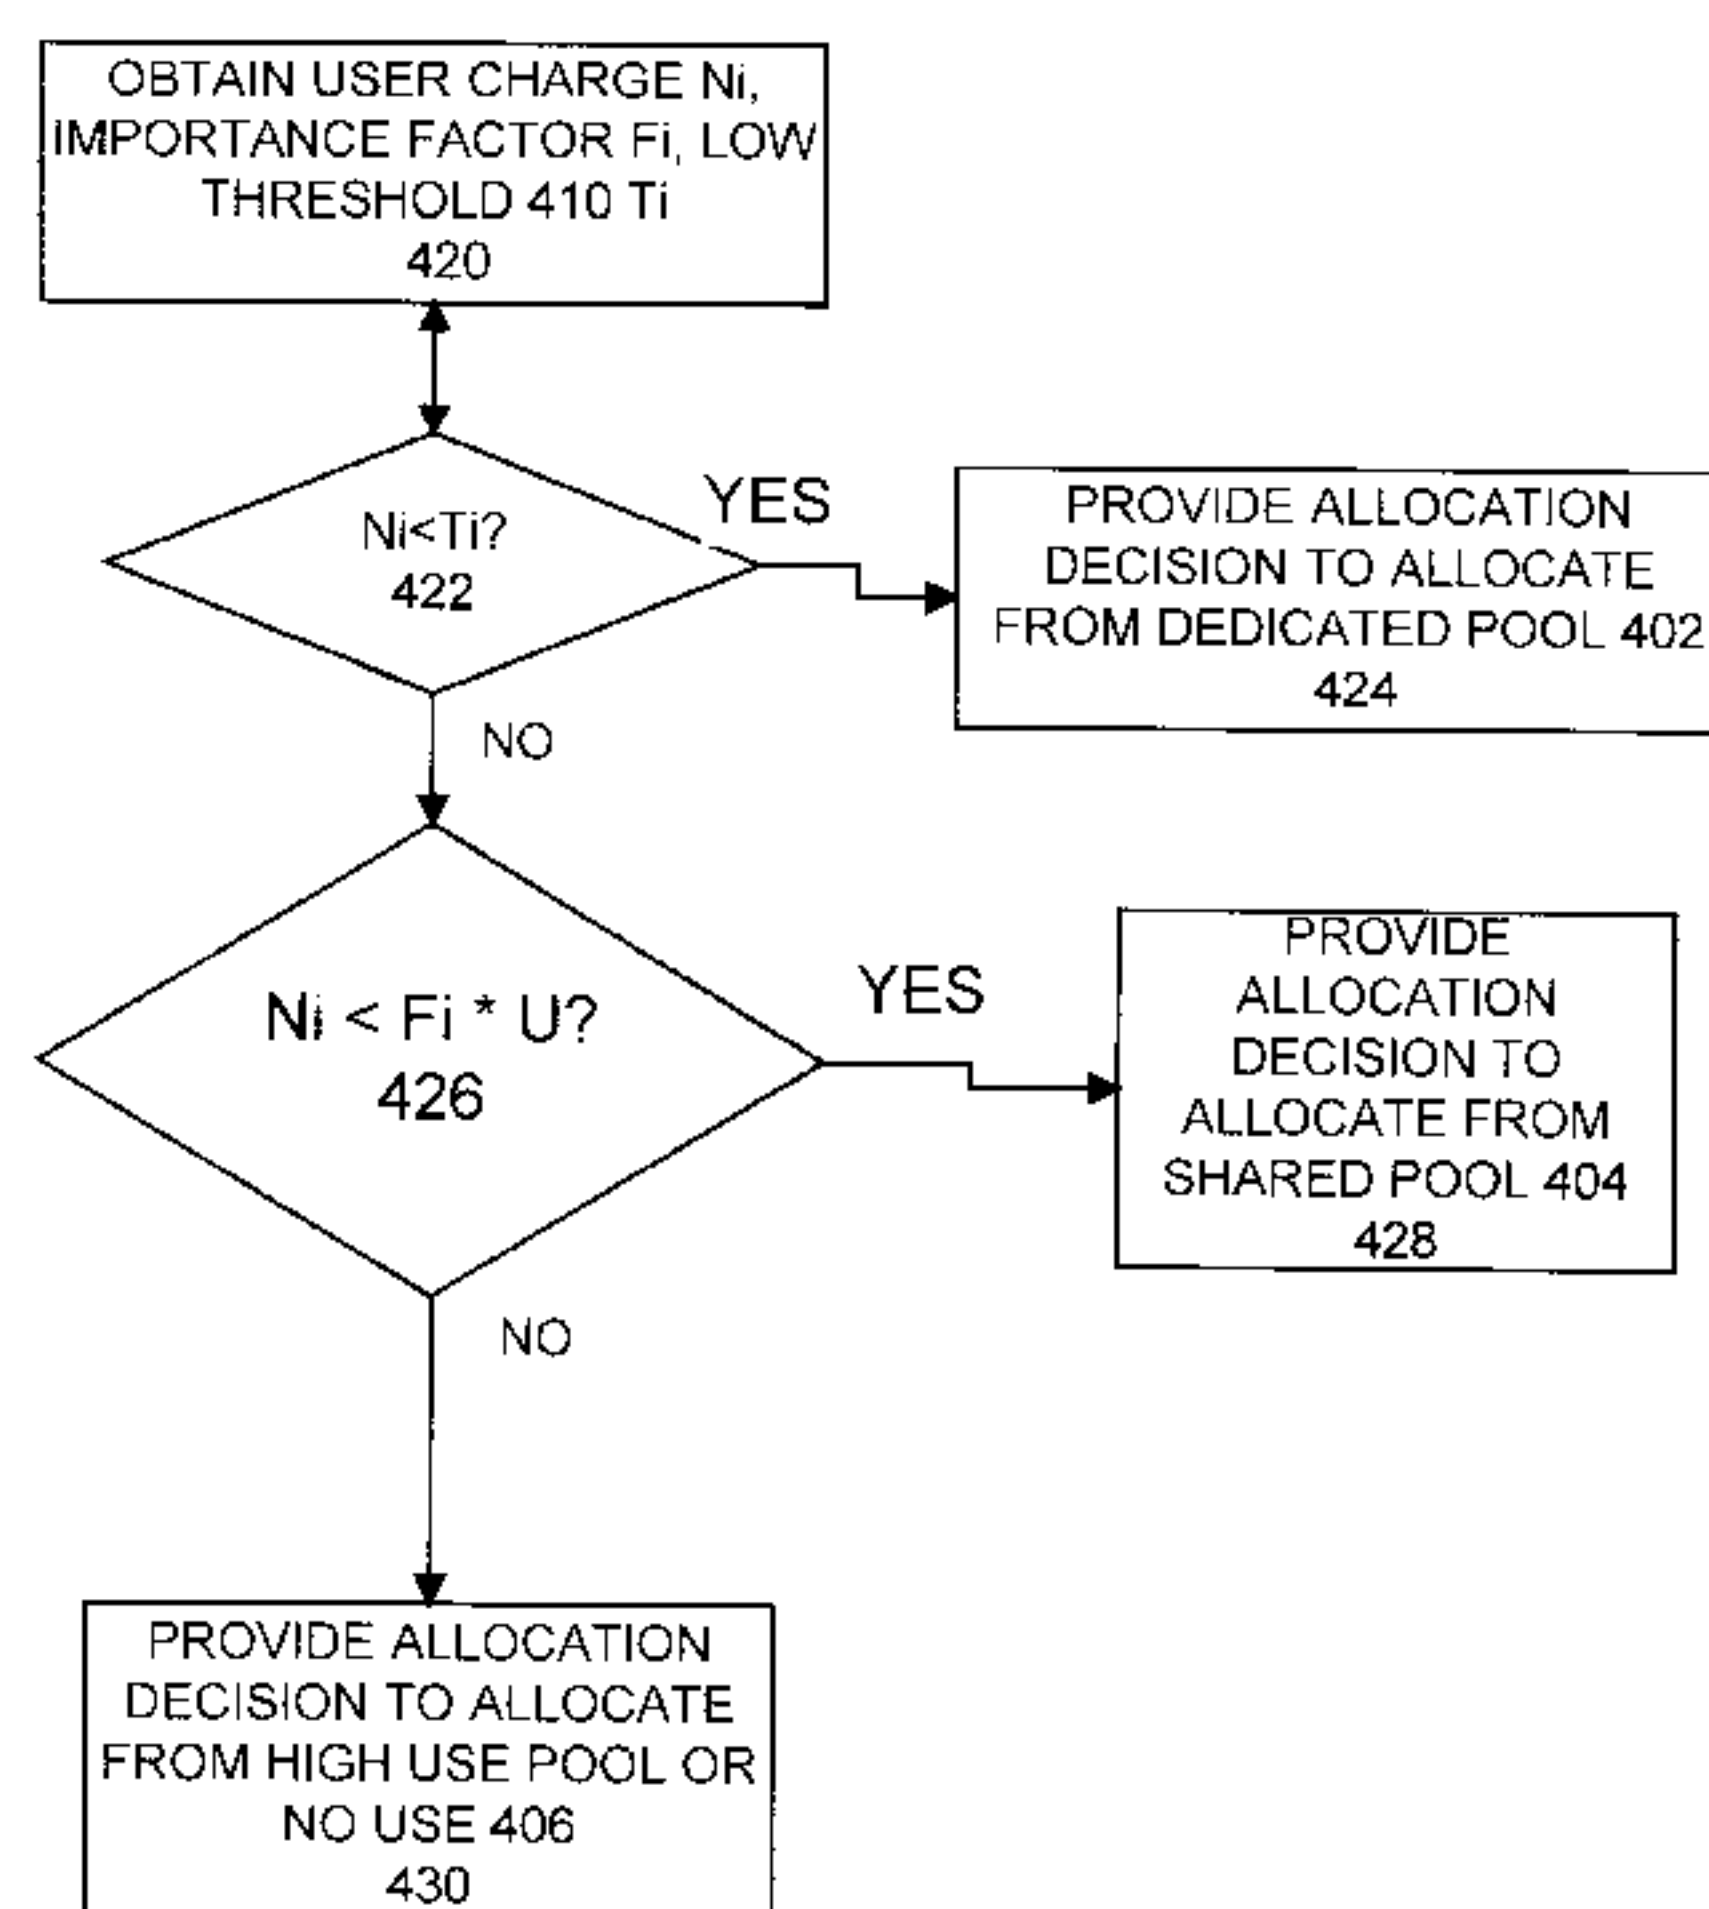 OBTAIN USER CHARGE Ni,
IMPORTANCE FACTOR Fi, LOW
THRESHOLD 410 Ti
420
Ni<Ti?
422
YES
PROVIDE ALLOCATION
DECISION TO ALLOCATE
FROM DEDICATED POOL 402
424
NO
Ni < Fi * U?
426
YES
PROVIDE
ALLOCATION
DECISION TO
ALLOCATE FROM
SHARED POOL 404
428
NO
PROVIDE ALLOCATION
DECISION TO ALLOCATE
FROM HIGH USE POOL OR
NO USE 406
430